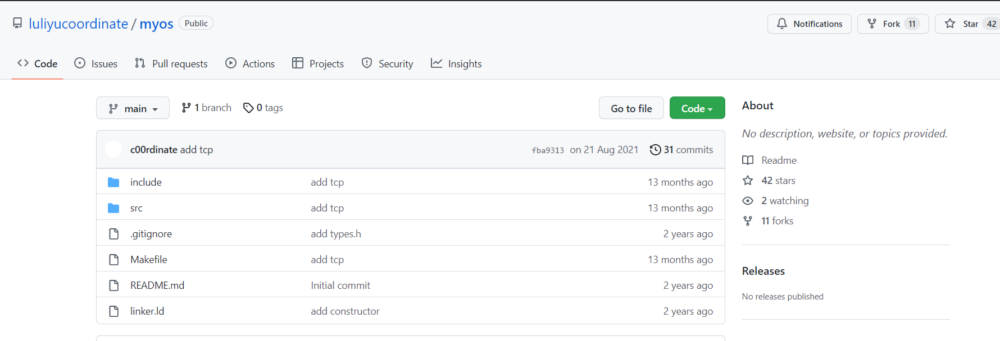 luliyucoordinate / myos Public
Notifications Fork 11 Star 42
Code Issues Pull requests Actions Projects Security Insights
main 1 branch 0 tags Go to file Code
c00rdinate add tcp fba9313 on 21 Aug 2021 31 commits
include add tcp 13 months ago
src add tcp 13 months ago
.gitignore add types.h 2 years ago
Makefile add tcp 13 months ago
README.md Initial commit 2 years ago
linker.ld add constructor 2 years ago
About
No description, website, or topics provided.
Readme
42 stars
2 watching
11 forks
Releases
No releases published